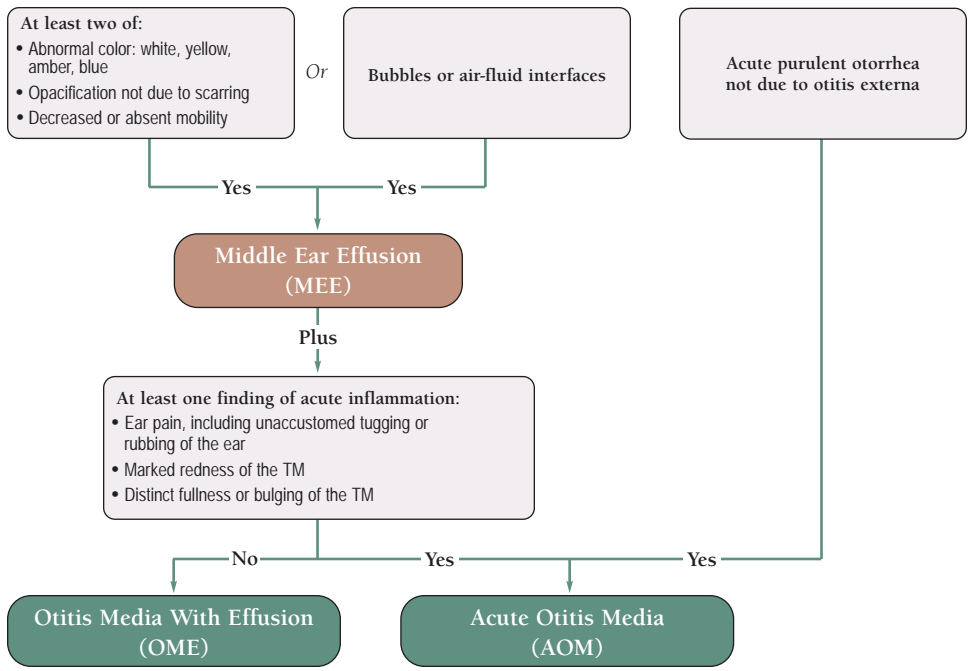 At least two of:
• Abnormal color: white, yellow,
amber, blue
• Opacification not due to scarring
• Decreased or absent mobility
Or
Bubbles or air-fluid interfaces
Acute purulent otorrhea
not due to otitis externa
Yes
Yes
Middle Ear Effusion
(MEE)
Plus
At least one finding of acute inflammation:
• Ear pain, including unaccustomed tugging or
rubbing of the ear
• Marked redness of the TM
• Distinct fullness or bulging of the TM
No
Yes
Yes
Otitis Media With Effusion
(OME)
Acute Otitis Media
(AOM)